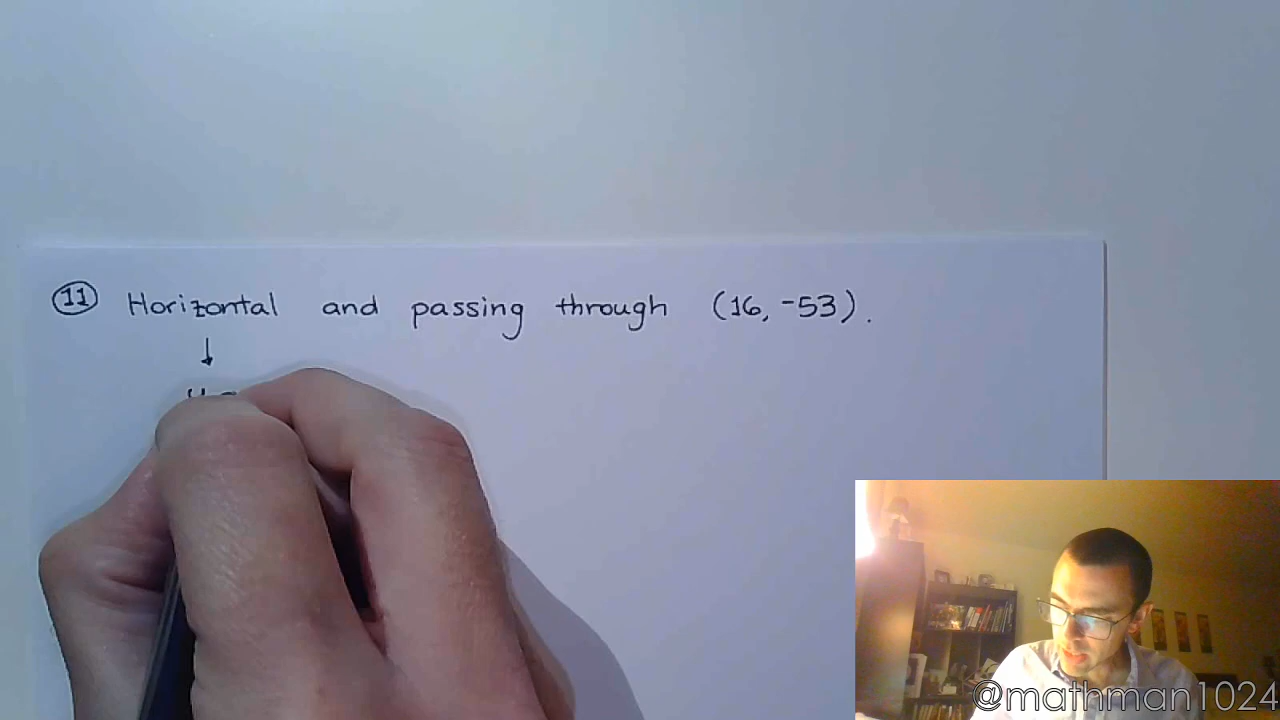 11 Horizontal and passing through (16, -53).
↓
@mathman1024